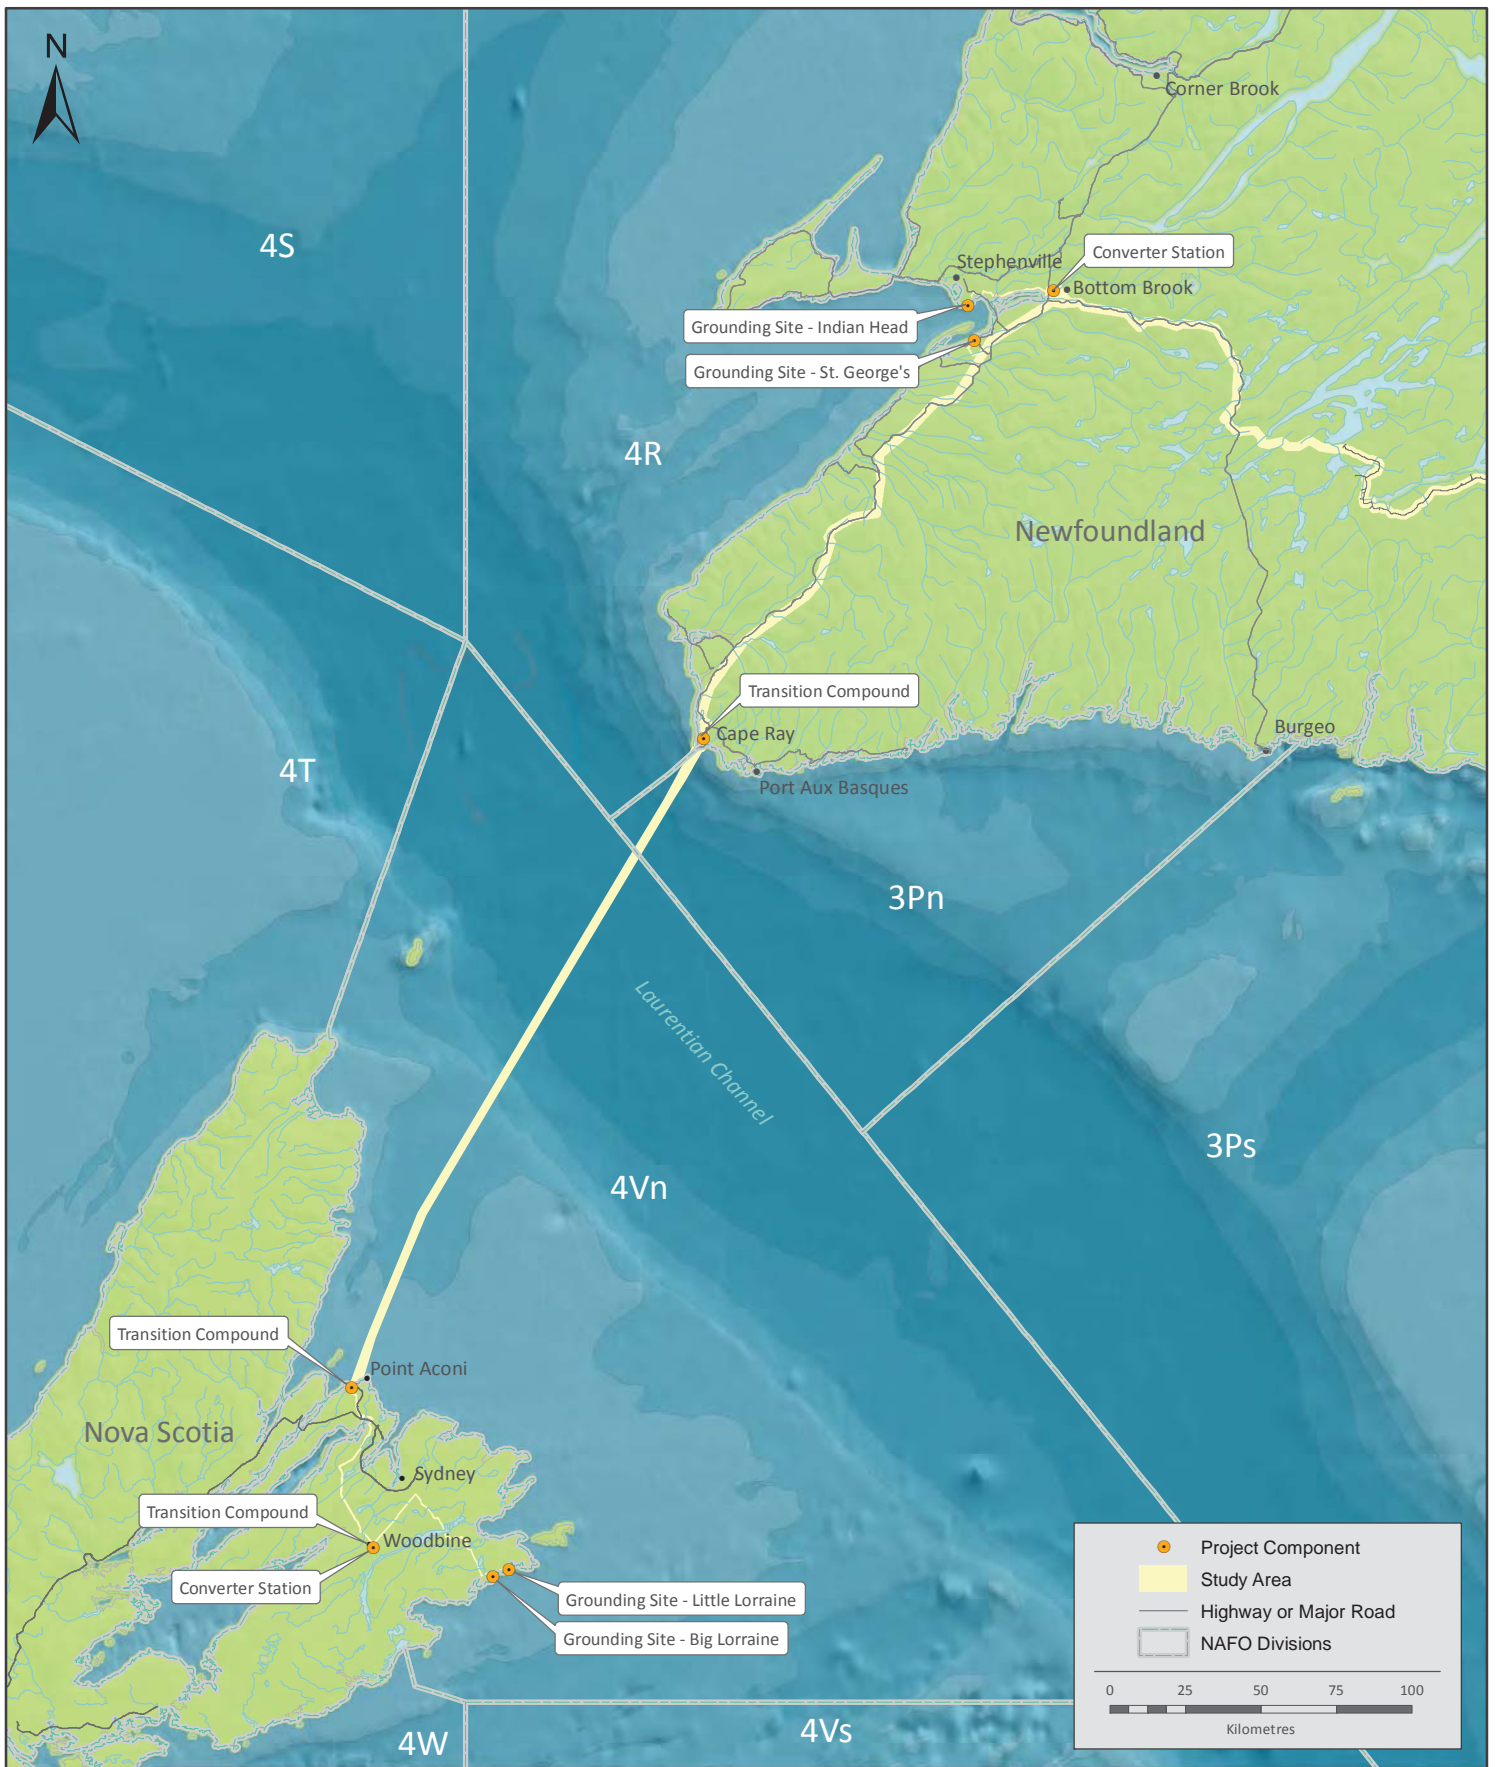 N
Corner Brook
4S
Converter Station
Stephenville
Bottom Brook
Grounding Site - Indian Head
Grounding Site - St. George's
4R
Newfoundland
Transition Compound
Cape Ray
Burgeo
4T
Port Aux Basques
3Pn
Laurentian Channel
3Ps
4Vn
Transition Compound
Point Aconi
Nova Scotia
Sydney
Transition Compound
Woodbine
Converter Station
Grounding Site - Little Lorraine
Grounding Site - Big Lorraine
4Vs
4W
Project Component
Study Area
Highway or Major Road
NAFO Divisions
0 25 50 75 100
Kilometres